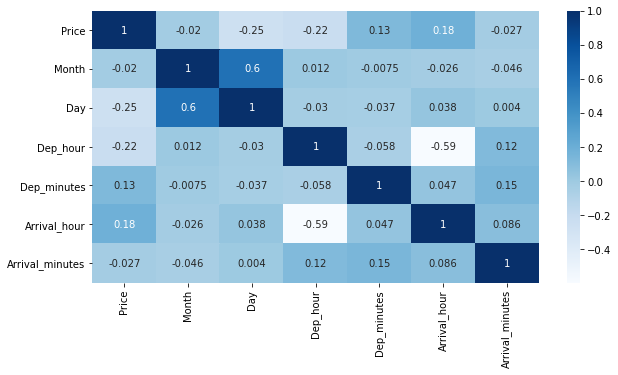 Price 1 -0.02 -0.25 -0.22 0.13 0.18 -0.027
Month -0.02 1 0.6 0.012 -0.0075 -0.026 -0.046
Day -0.25 0.6 1 -0.03 -0.037 0.038 0.004
Dep_hour -0.22 0.012 -0.03 1 -0.058 -0.59 0.12
Dep_minutes 0.13 -0.0075 -0.037 -0.058 1 0.047 0.15
Arrival_hour 0.18 -0.026 0.038 -0.59 0.047 1 0.086
Arrival_minutes -0.027 -0.046 0.004 0.12 0.15 0.086 1
Price
Month
Day
Dep_hour
Dep_minutes
Arrival_hour
Arrival_minutes
1.0
0.8
0.6
0.4
0.2
0.0
−0.2
−0.4